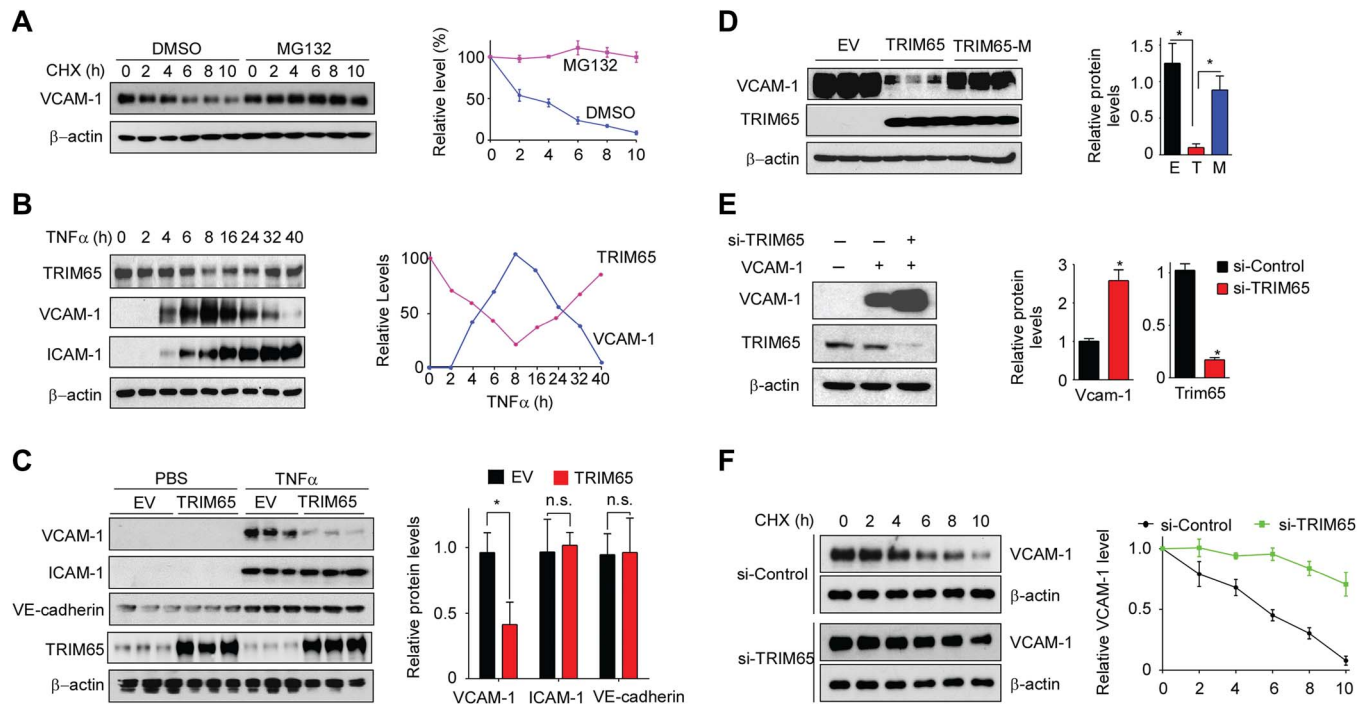 A
DMSO MG132
CHX (h) 0 2 4 6 8 10 0 2 4 6 8 10
VCAM-1
β–actin
Relative level (%)
100
50
0
MG132
DMSO
0 2 4 6 8 10
B
TNFα (h) 0 2 4 6 8 16 24 32 40
TRIM65
VCAM-1
ICAM-1
β–actin
Relative Levels
100
50
0
TRIM65
VCAM-1
0 2 4 6 8 16 24 32 40
TNFα (h)
C
PBS TNFα
EV TRIM65 EV TRIM65
VCAM-1
ICAM-1
VE-cadherin
TRIM65
β–actin
EV TRIM65
* n.s. n.s.
Relative protein levels
1.0
0.5
0
VCAM-1 ICAM-1 VE-cadherin
D
EV TRIM65 TRIM65-M
VCAM-1
TRIM65
β–actin
Relative protein
levels
1.5
1.0
0.5
0
*
*
E T M
E
si-TRIM65 – – +
VCAM-1 – + +
VCAM-1
TRIM65
β–actin
Relative protein
levels
3
2
1
0
*
Vcam-1
1
0.5
0
*
Trim65
si-Control
si-TRIM65
F
CHX (h) 0 2 4 6 8 10
si-Control
VCAM-1
β–actin
si-TRIM65
VCAM-1
β–actin
si-Control si-TRIM65
Relative VCAM-1 level
1.0
0.5
0
0 2 4 6 8 10